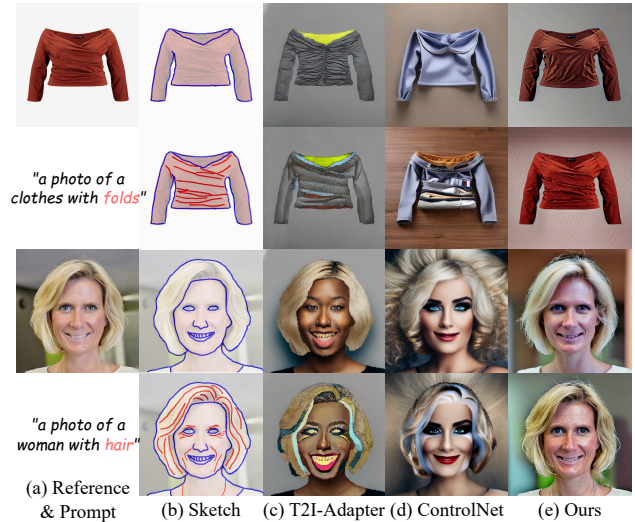 "a photo of a
clothes with folds"
"a photo of a
woman with hair"
(a) Reference
& Prompt
(b) Sketch
(c) T2I-Adapter
(d) ControlNet
(e) Ours